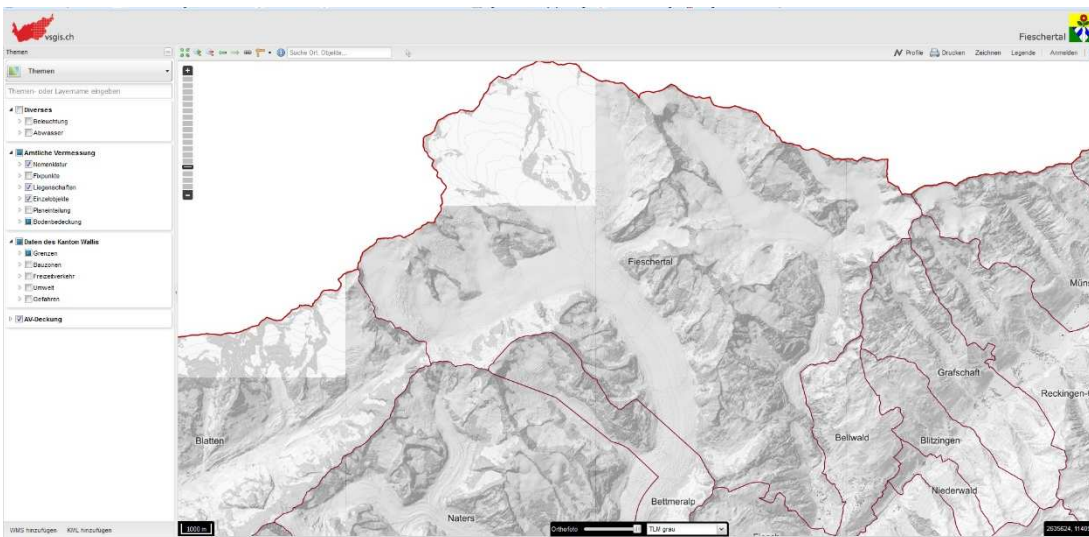 vsgis.ch
Fieschertal
Themen
Suche Ort, Objekte...
Profile Drucken Zeichnen Legende Anmelden
Themen
Themen- oder Layername eingeben
Diverses
Beleuchtung
Abwasser
Amtliche Vermessung
Nomenklatur
Fixpunkte
Liegenschaften
Einzelobjekte
Planeinteilung
Bodenbedeckung
Daten des Kanton Wallis
Grenzen
Bauzonen
Freizeitverkehr
Umwelt
Gefahren
AV-Deckung
Fieschertal
Grafschaft
Blatten
Bellwald
Blitzingen
Niederwald
Bettmeralp
Naters
WMS hinzufügen KML hinzufügen
1000 m
Orthofoto TLM grau